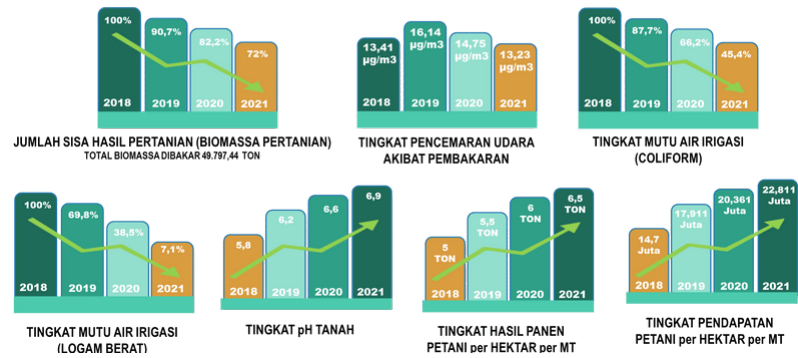 100%
90,7%
82,2%
72%
2018
2019
2020
2021
JUMLAH SISA HASIL PERTANIAN (BIOMASSA PERTANIAN)
TOTAL BIOMASSA DIBAKAR 49.797,44 TON
13,41
µg/m3
16,14
µg/m3
14,75
µg/m3
13,23
µg/m3
2018
2019
2020
2021
TINGKAT PENCEMARAN UDARA
AKIBAT PEMBAKARAN
100%
87,7%
66,2%
45,4%
2018
2019
2020
2021
TINGKAT MUTU AIR IRIGASI
(COLIFORM)
100%
69,8%
38,5%
7,1%
2018
2019
2020
2021
TINGKAT MUTU AIR IRIGASI
(LOGAM BERAT)
5,8
6,2
6,6
6,9
2018
2019
2020
2021
TINGKAT pH TANAH
5
TON
5,5
TON
6
TON
6,5
TON
2018
2019
2020
2021
TINGKAT HASIL PANEN
PETANI per HEKTAR per MT
14,7
Juta
17,911
Juta
20,361
Juta
22,811
Juta
2018
2019
2020
2021
TINGKAT PENDAPATAN
PETANI per HEKTAR per MT